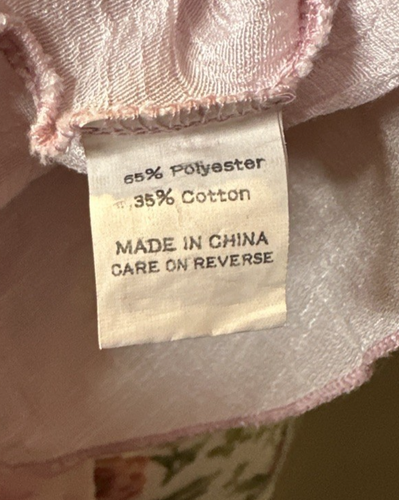 65% Polyester
35% Cotton
MADE IN CHINA
CARE ON REVERSE